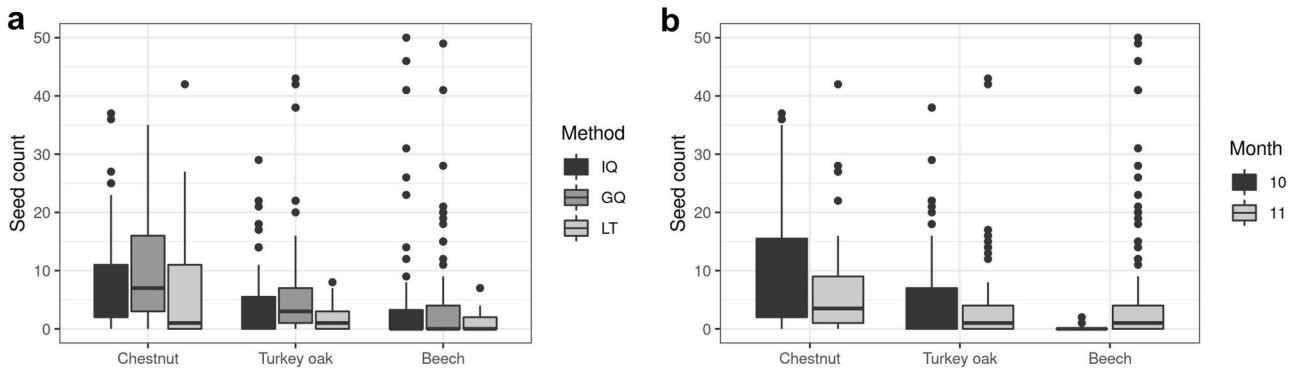 a
50
40
30
20
10
0
Seed count
Chestnut Turkey oak Beech
Method
IQ
GQ
LT
b
50
40
30
20
10
0
Seed count
Chestnut Turkey oak Beech
Month
10
11